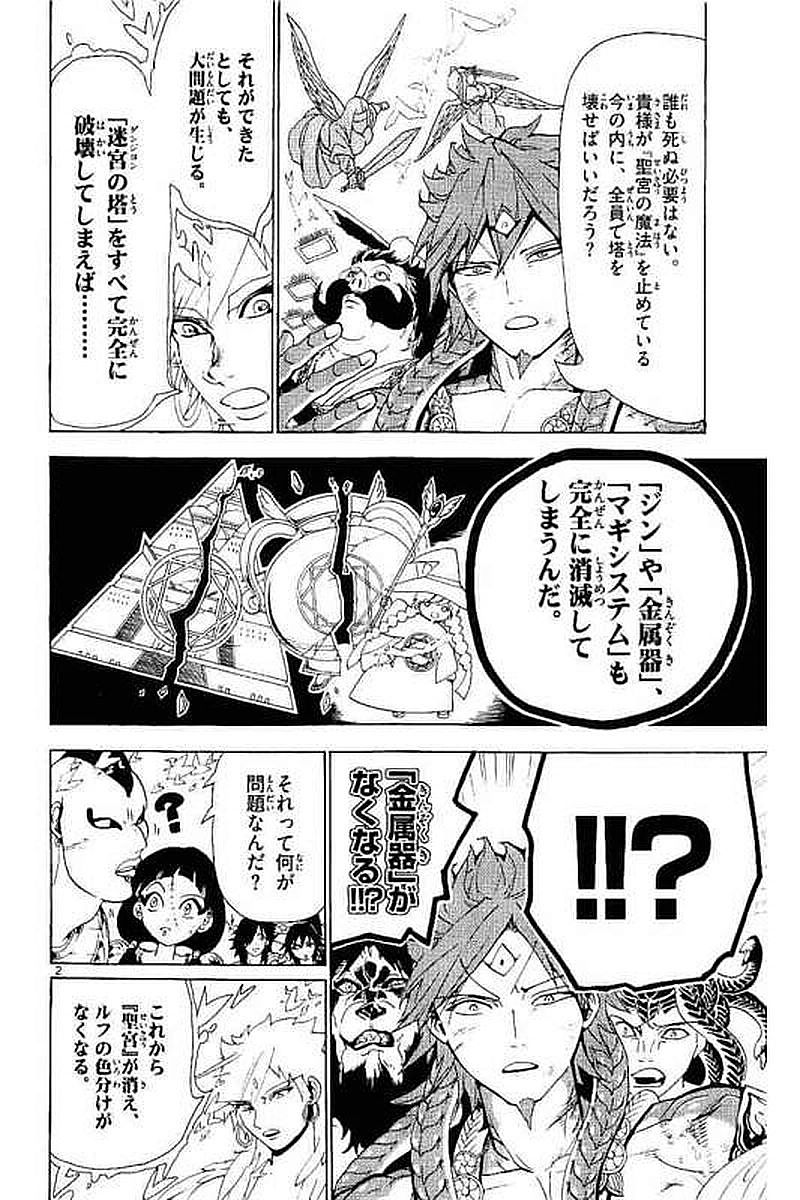 誰も死ぬ必要はない。
貴様が『聖宮の魔法』を止めている
今の内に、全員で塔を
壊せばいいだろう？
それができた
としても、
大問題が生じる。
「迷宮の塔」をすべて完全に
破壊してしまえば………
「ジン」や「金属器」、
「マギシステム」も
完全に消滅して
しまうんだ。
!!?
『金属器』が
なくなる!!?
それって何が
問題なんだ？
？
2
これから
『聖宮』が消え、
ルフの色分けが
なくなる。